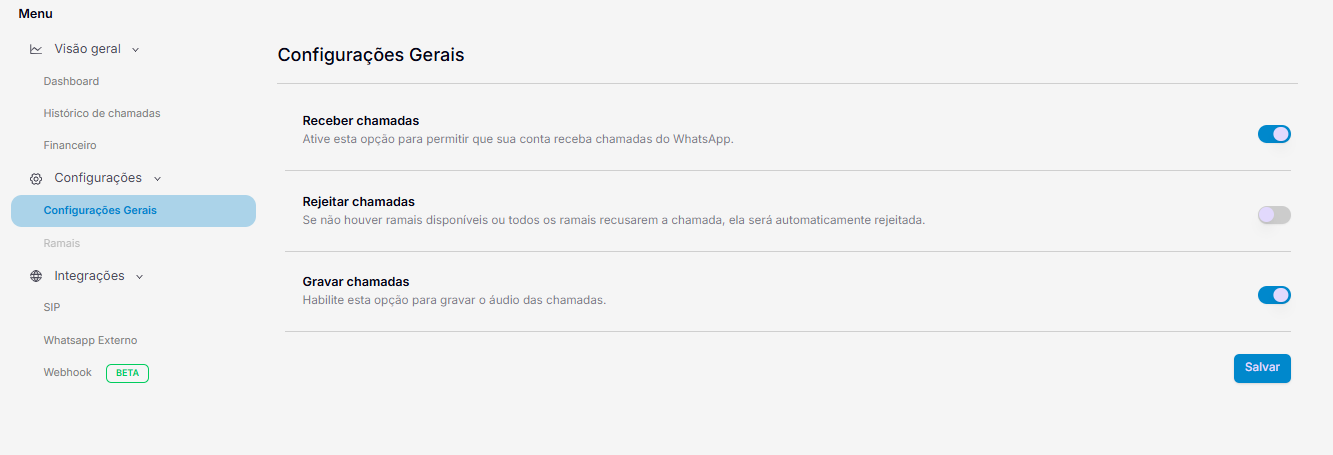 Menu
Visão geral
Dashboard
Histórico de chamadas
Financeiro
Configurações
Configurações Gerais
Ramais
Integrações
SIP
Whatsapp Externo
Webhook BETA
Configurações Gerais
Receber chamadas
Ative esta opção para permitir que sua conta receba chamadas do WhatsApp.
Rejeitar chamadas
Se não houver ramais disponíveis ou todos os ramais recusarem a chamada, ela será automaticamente rejeitada.
Gravar chamadas
Habilite esta opção para gravar o áudio das chamadas.
Salvar